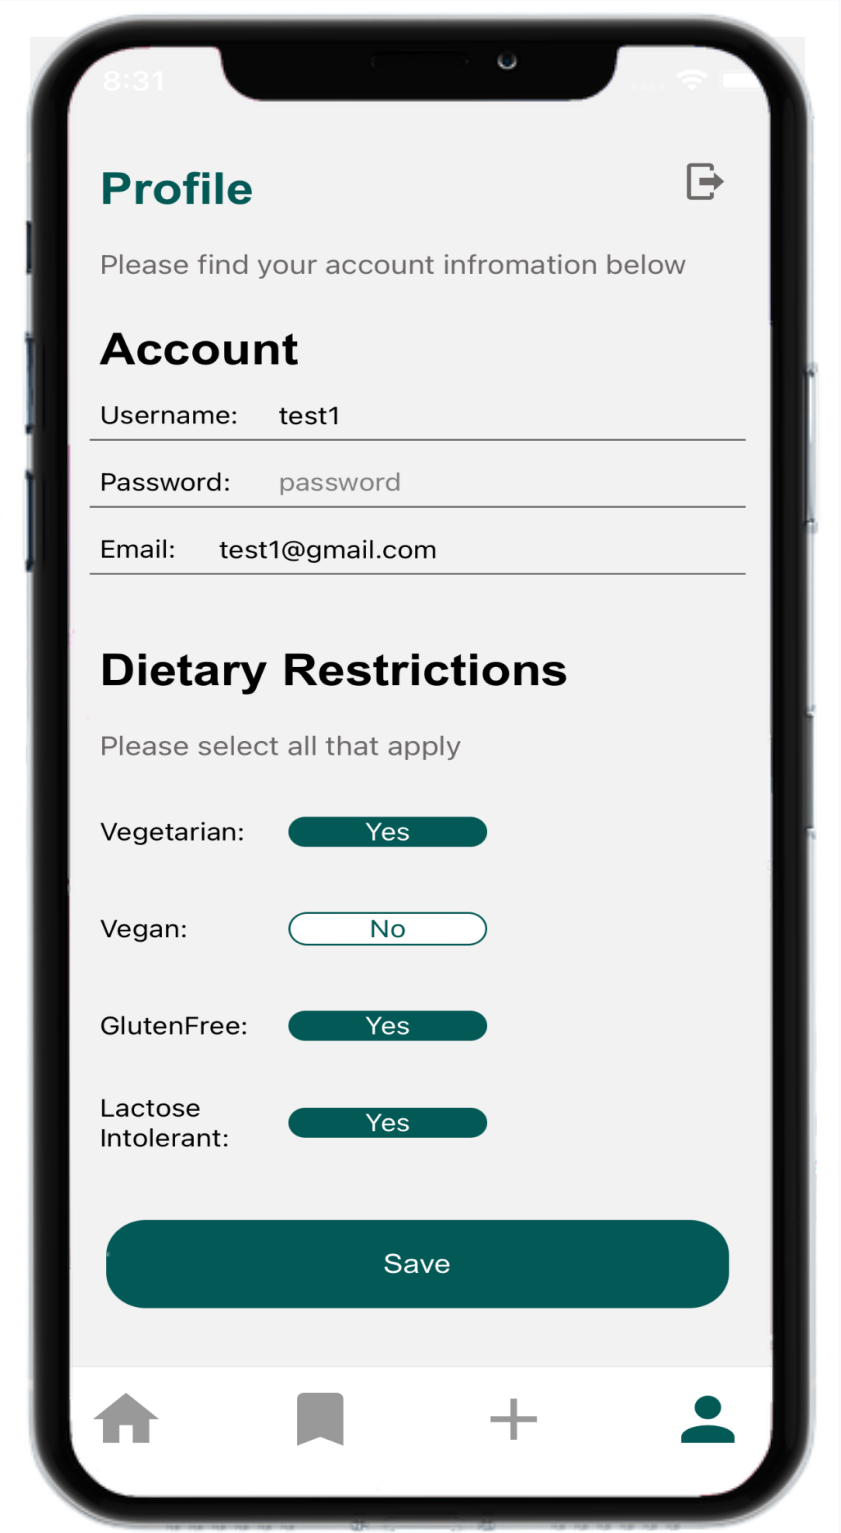 8:31
Profile
Please find your account infromation below
Account
Username: test1
Password: password
Email: test1@gmail.com
Dietary Restrictions
Please select all that apply
Vegetarian: Yes
Vegan: No
GlutenFree: Yes
Lactose
Intolerant: Yes
Save